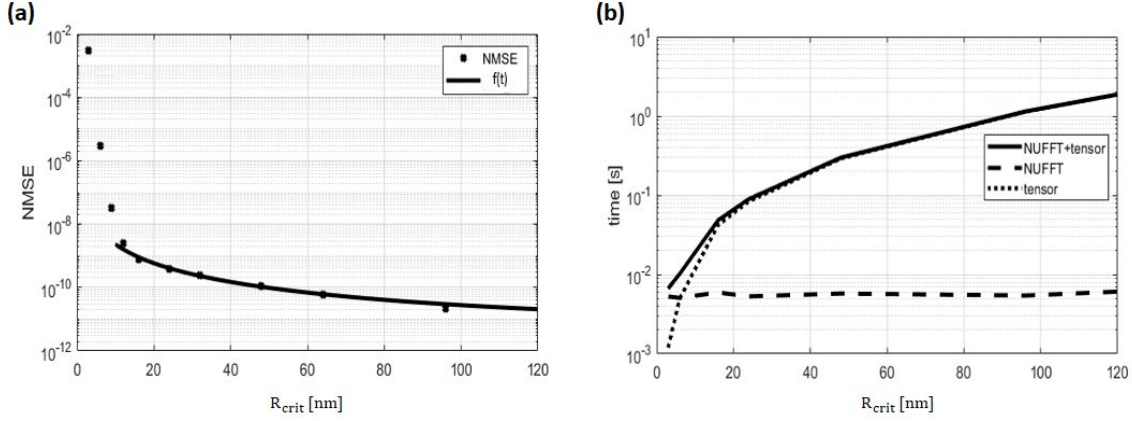 (a)
10^-2
10^-4
10^-6
10^-8
10^-10
10^-12
NMSE
NMSE
f(t)
0 20 40 60 80 100 120
R_crit [nm]
(b)
10^1
10^0
10^-1
10^-2
10^-3
time [s]
NUFFT+tensor
NUFFT
tensor
0 20 40 60 80 100 120
R_crit [nm]